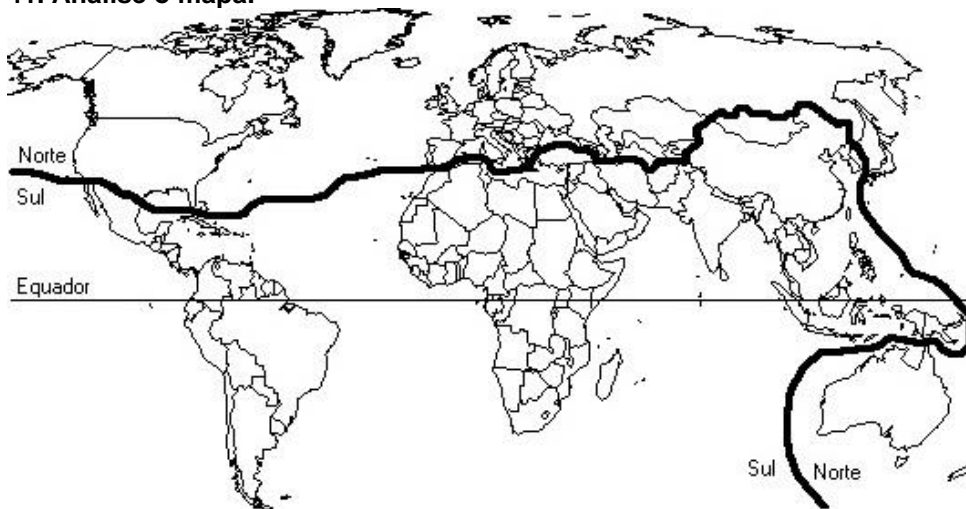 11. Analise o mapa.
Norte
Sul
Equador
Sul Norte